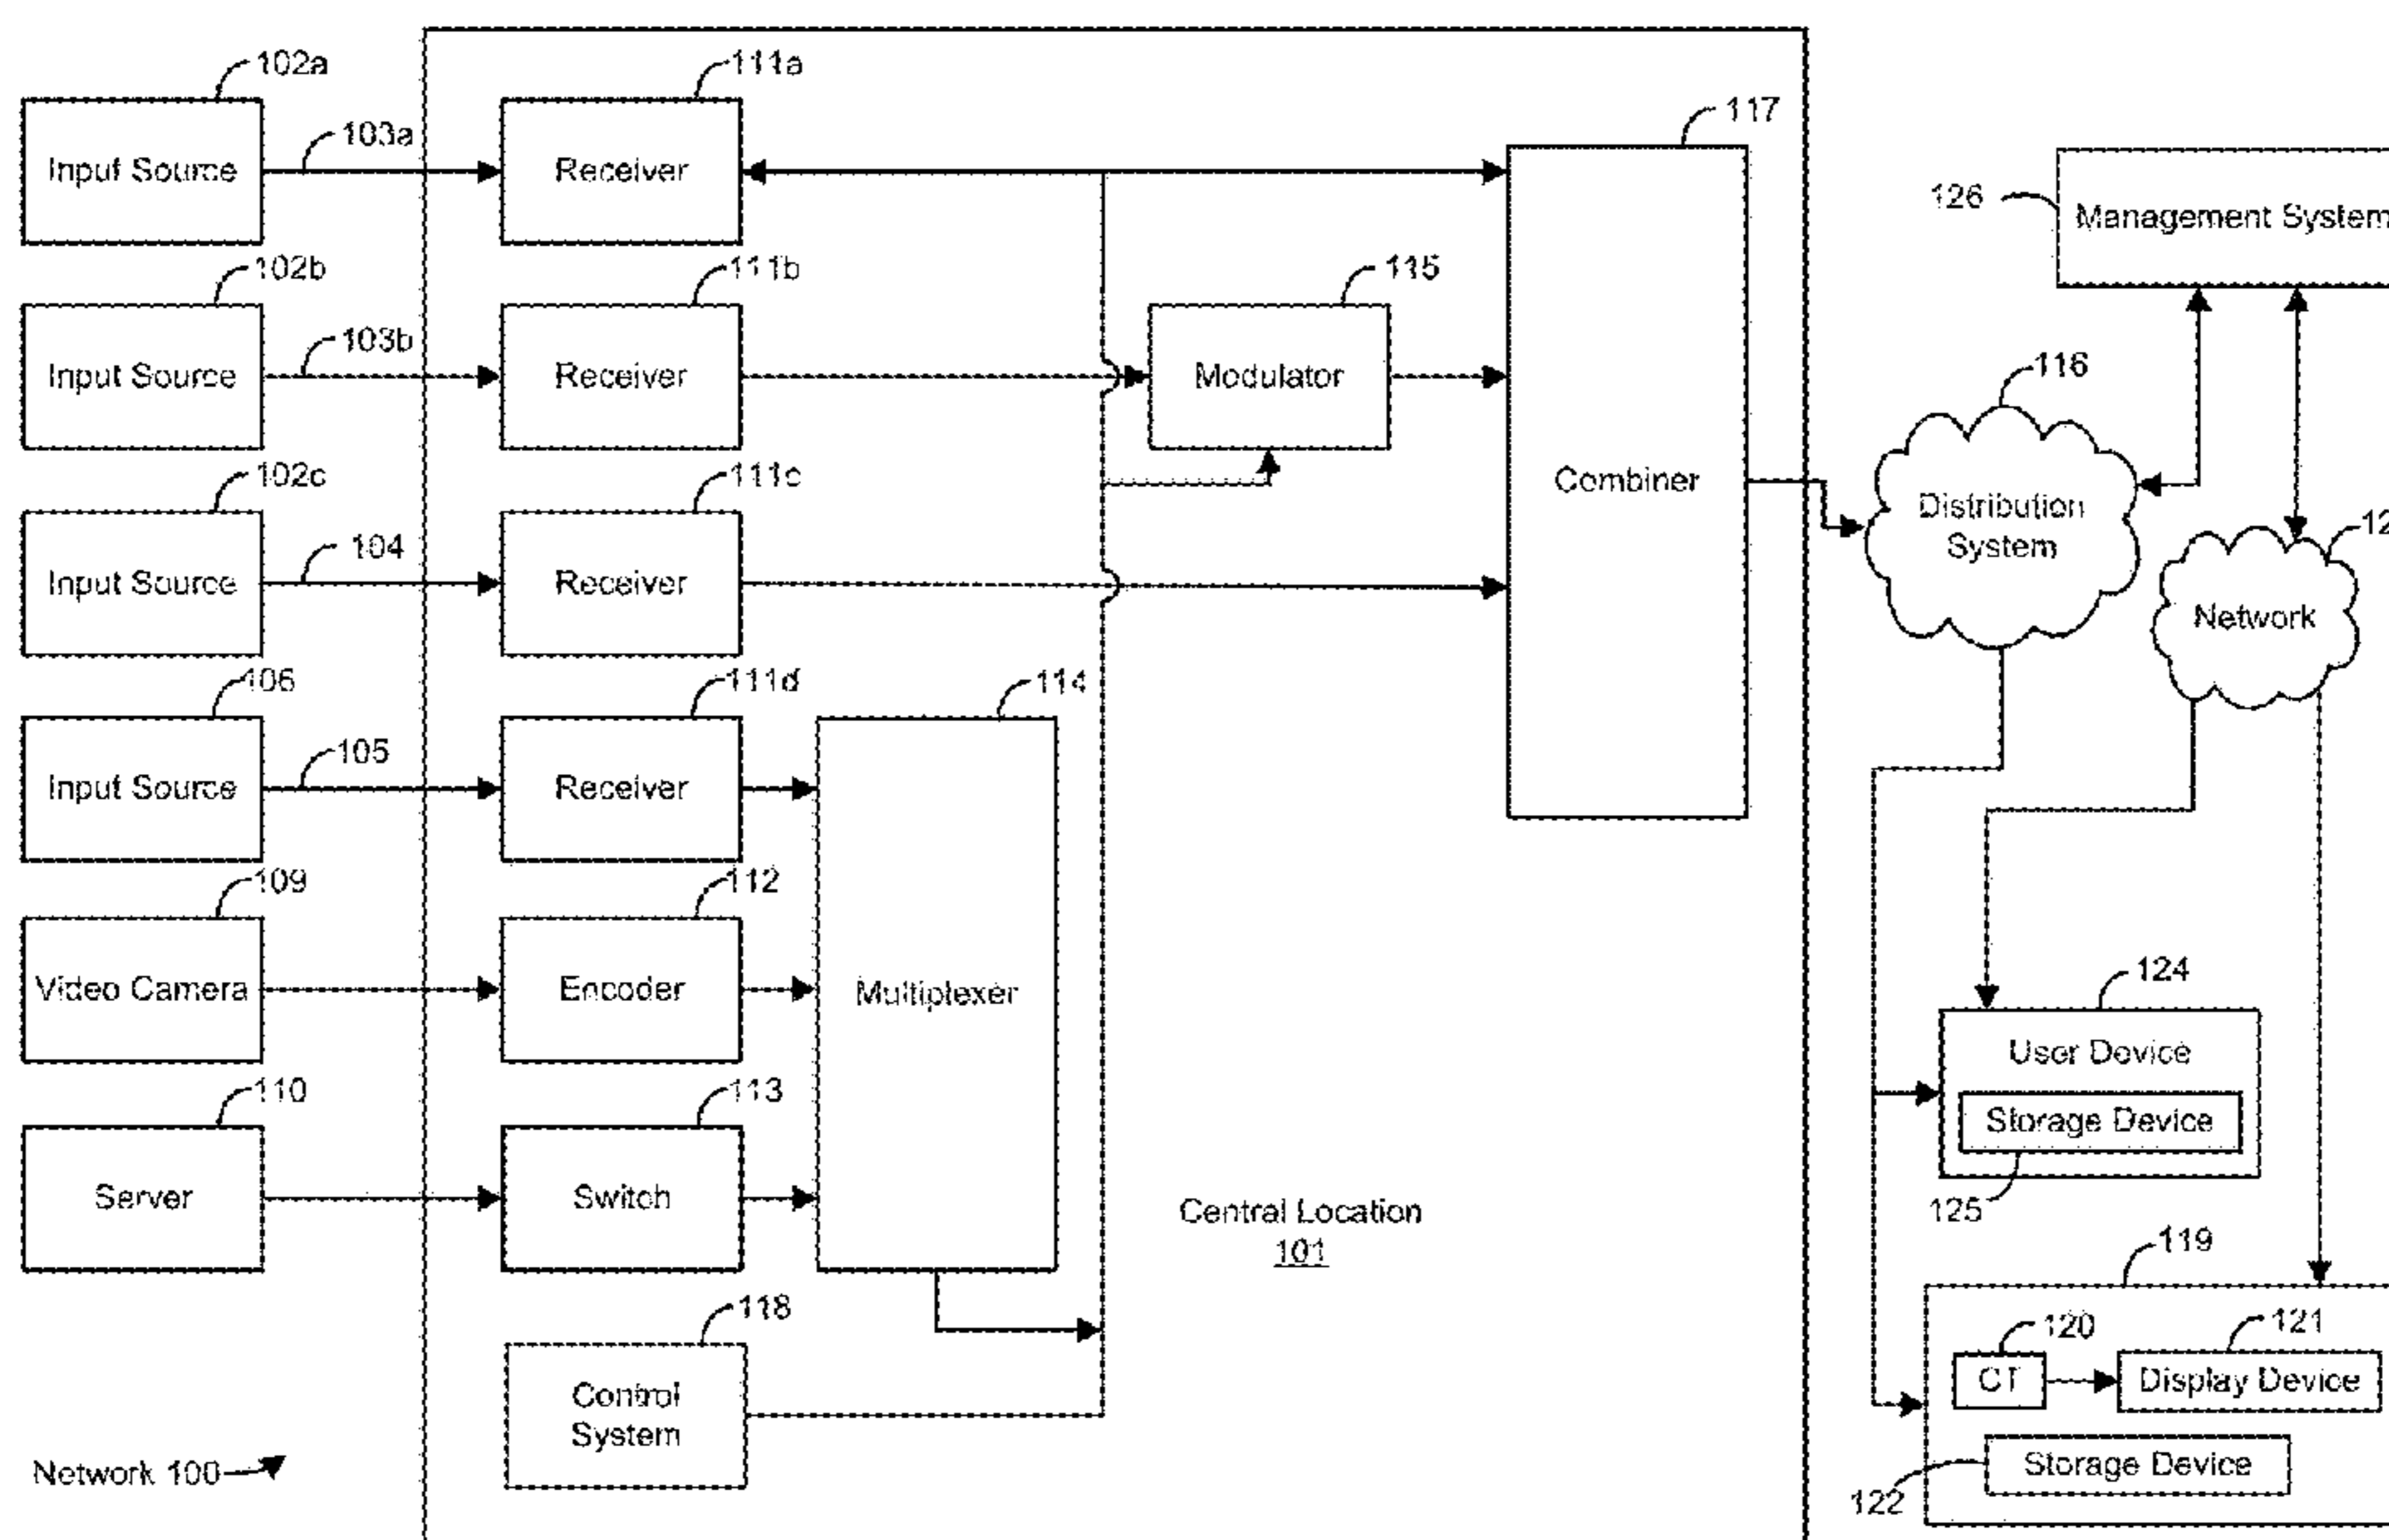 102a
111a
117
103a
Input Source
Receiver
126
Management System
102b
111b
115
116
103b
Input Source
Receiver
Modulator
102c
111c
Combiner
Distribution
System
104
Input Source
Receiver
Network
106
111d
114
105
Input Source
Receiver
109
112
124
Video Camera
Encoder
Multiplexer
User Device
110
113
Storage Device
Server
Switch
Central Location
101
125
119
118
120
121
Control
System
CT
Display Device
Network 100
Storage Device
122